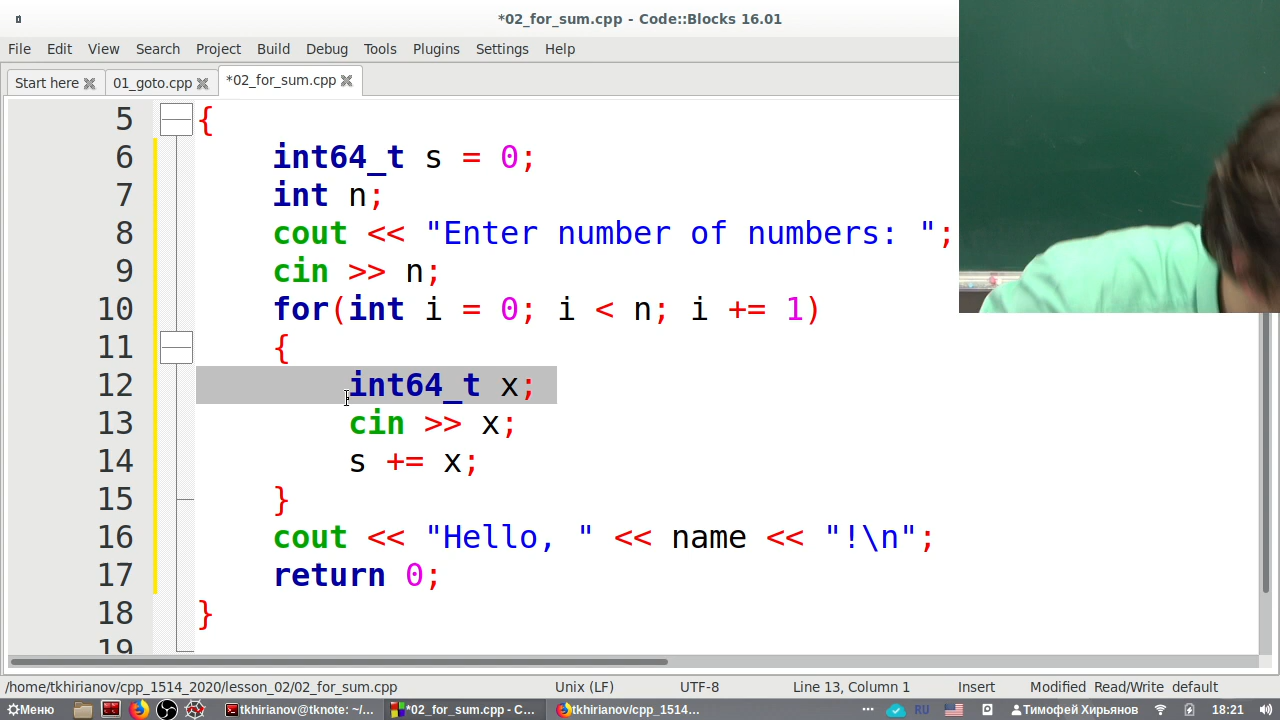 *02_for_sum.cpp - Code::Blocks 16.01
File Edit View Search Project Build Debug Tools Plugins Settings Help
Start here 01_goto.cpp *02_for_sum.cpp
5 {
6 int64_t s = 0;
7 int n;
8 cout << "Enter number of numbers: ";
9 cin >> n;
10 for(int i = 0; i < n; i += 1)
11 {
12 int64_t x;
13 cin >> x;
14 s += x;
15 }
16 cout << "Hello, " << name << "!\n";
17 return 0;
18 }
19
/home/tkhirianov/cpp_1514_2020/lesson_02/02_for_sum.cpp Unix (LF) UTF-8 Line 13, Column 1 Insert Modified Read/Write default
Меню tkhirianov@tknote: ~/... *02_for_sum.cpp - C... tkhirianov/cpp_1514... RU Тимофей Хирьянов 18:21